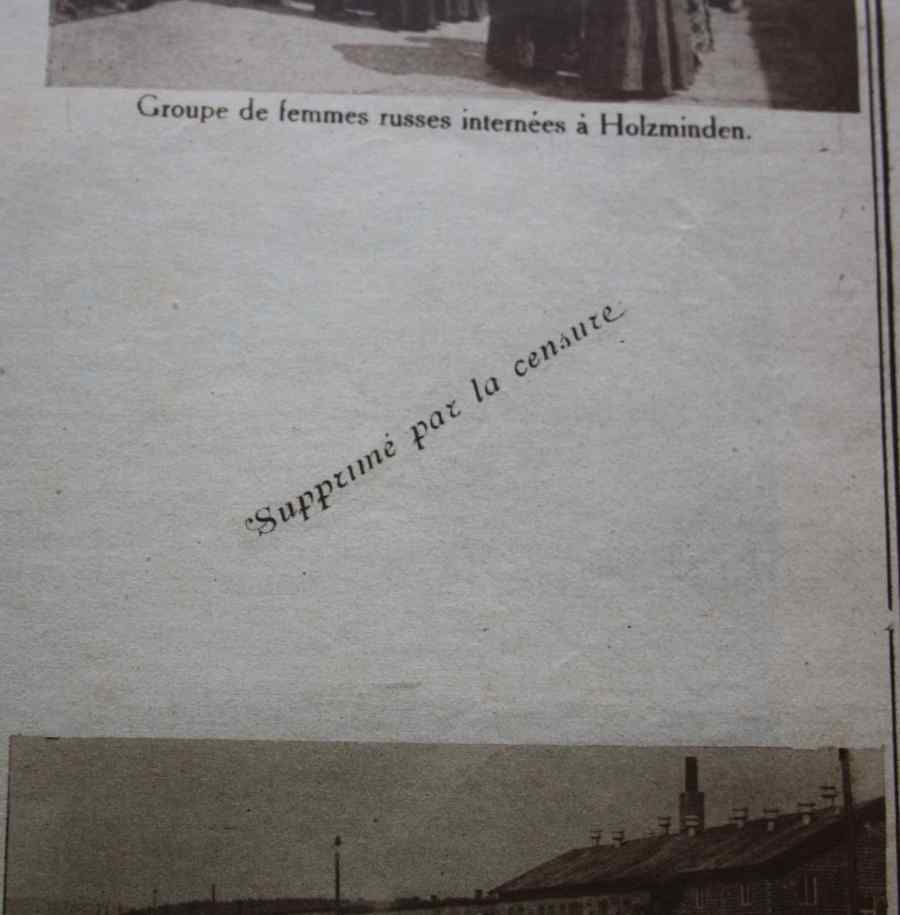 Groupe de femmes russes internées à Holzminden.
Supprimé par la censure